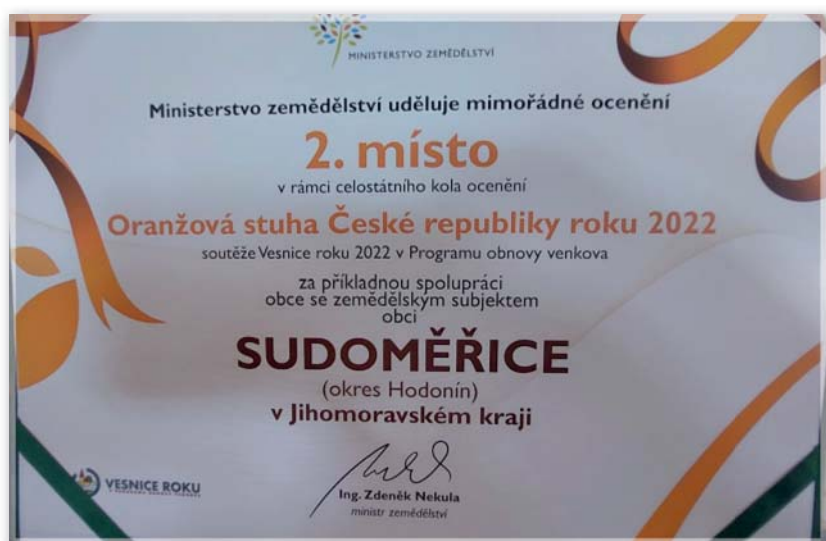 MINISTERSTVO ZEMĚDĚLSTVÍ
Ministerstvo zemědělství uděluje mimořádné ocenění
2. místo
v rámci celostátního kola ocenění
Oranžová stuha České republiky roku 2022
soutěže Vesnice roku 2022 v Programu obnovy venkova
za příkladnou spolupráci
obce se zemědělským subjektem
obci
SUDOMĚŘICE
(okres Hodonín)
v Jihomoravském kraji
VESNICE ROKU
Ing. Zdeněk Nekula
ministr zemědělství